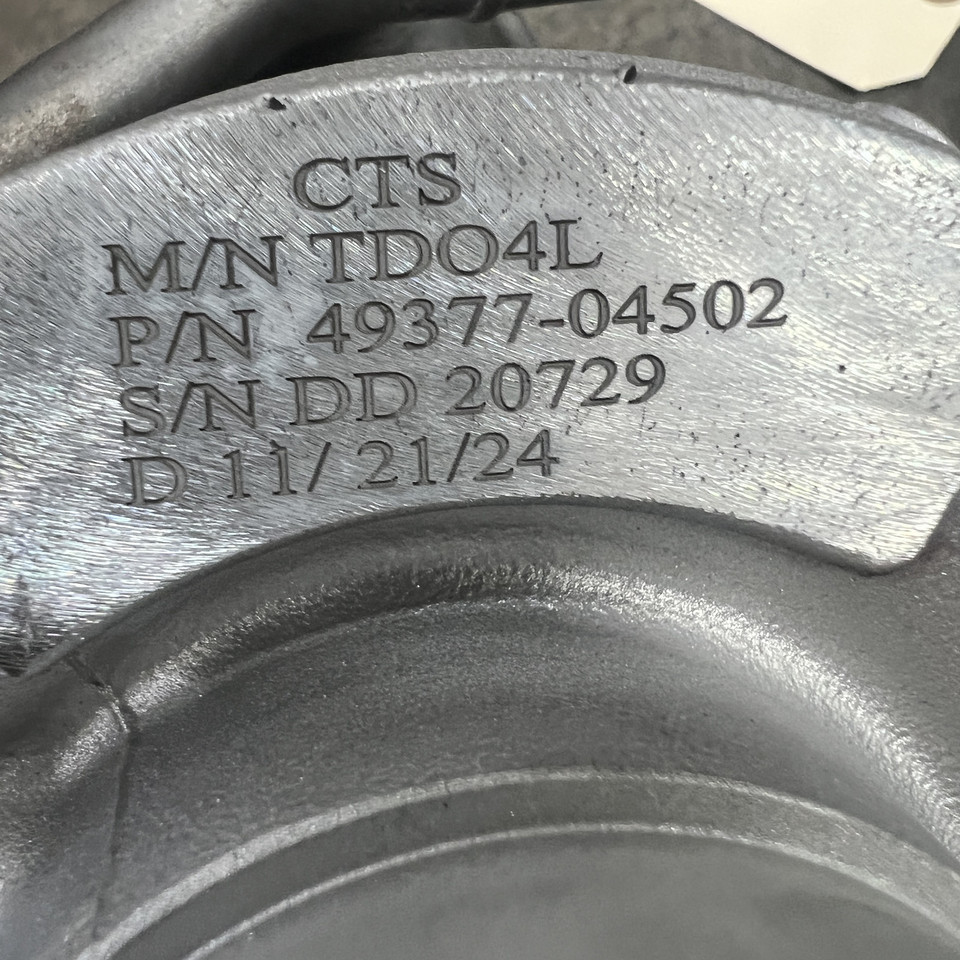 CTS
M/N TDO4L
P/N 49377-04502
S/N DD 20729
D 11/ 21/24